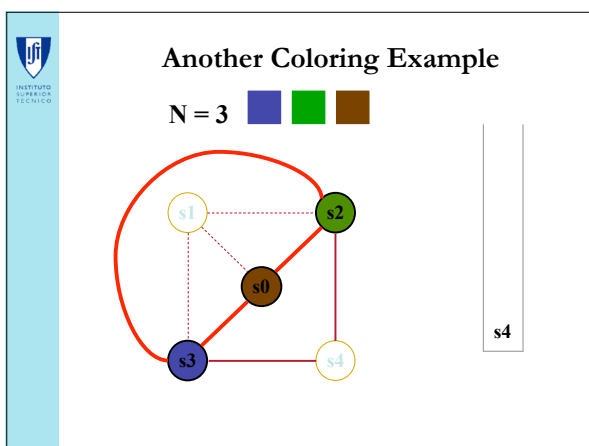 Another Coloring Example
INSTITUTO
SUPERIOR
TÉCNICO
N = 3
s1
s2
s0
s4
s3
s4